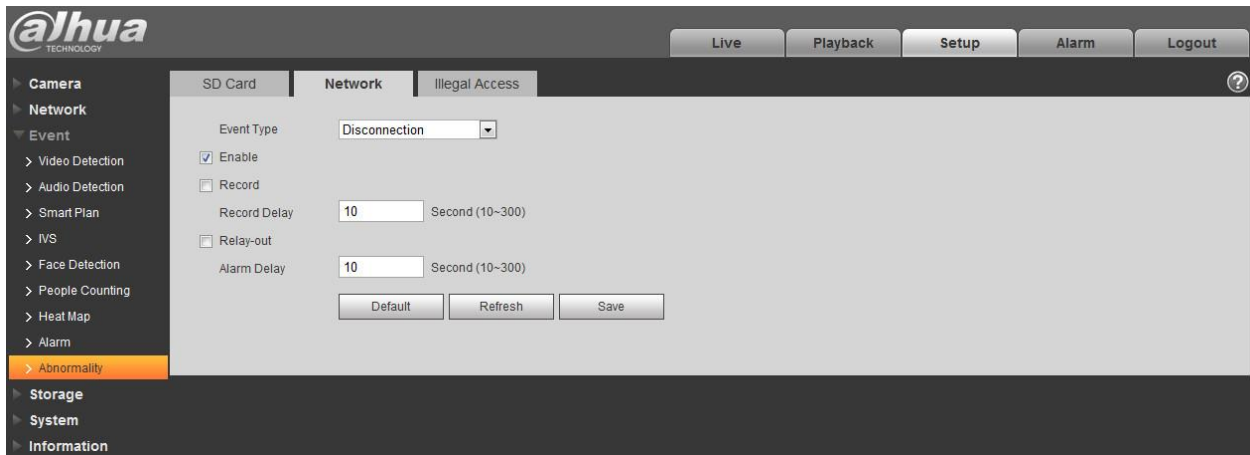 alhua
TECHNOLOGY
Live Playback Setup Alarm Logout
Camera
Network
Event
Video Detection
Audio Detection
Smart Plan
IVS
Face Detection
People Counting
Heat Map
Alarm
Abnormality
Storage
System
Information
SD Card Network Illegal Access ?
Event Type Disconnection
Enable
Record
Record Delay 10 Second (10~300)
Relay-out
Alarm Delay 10 Second (10~300)
Default Refresh Save